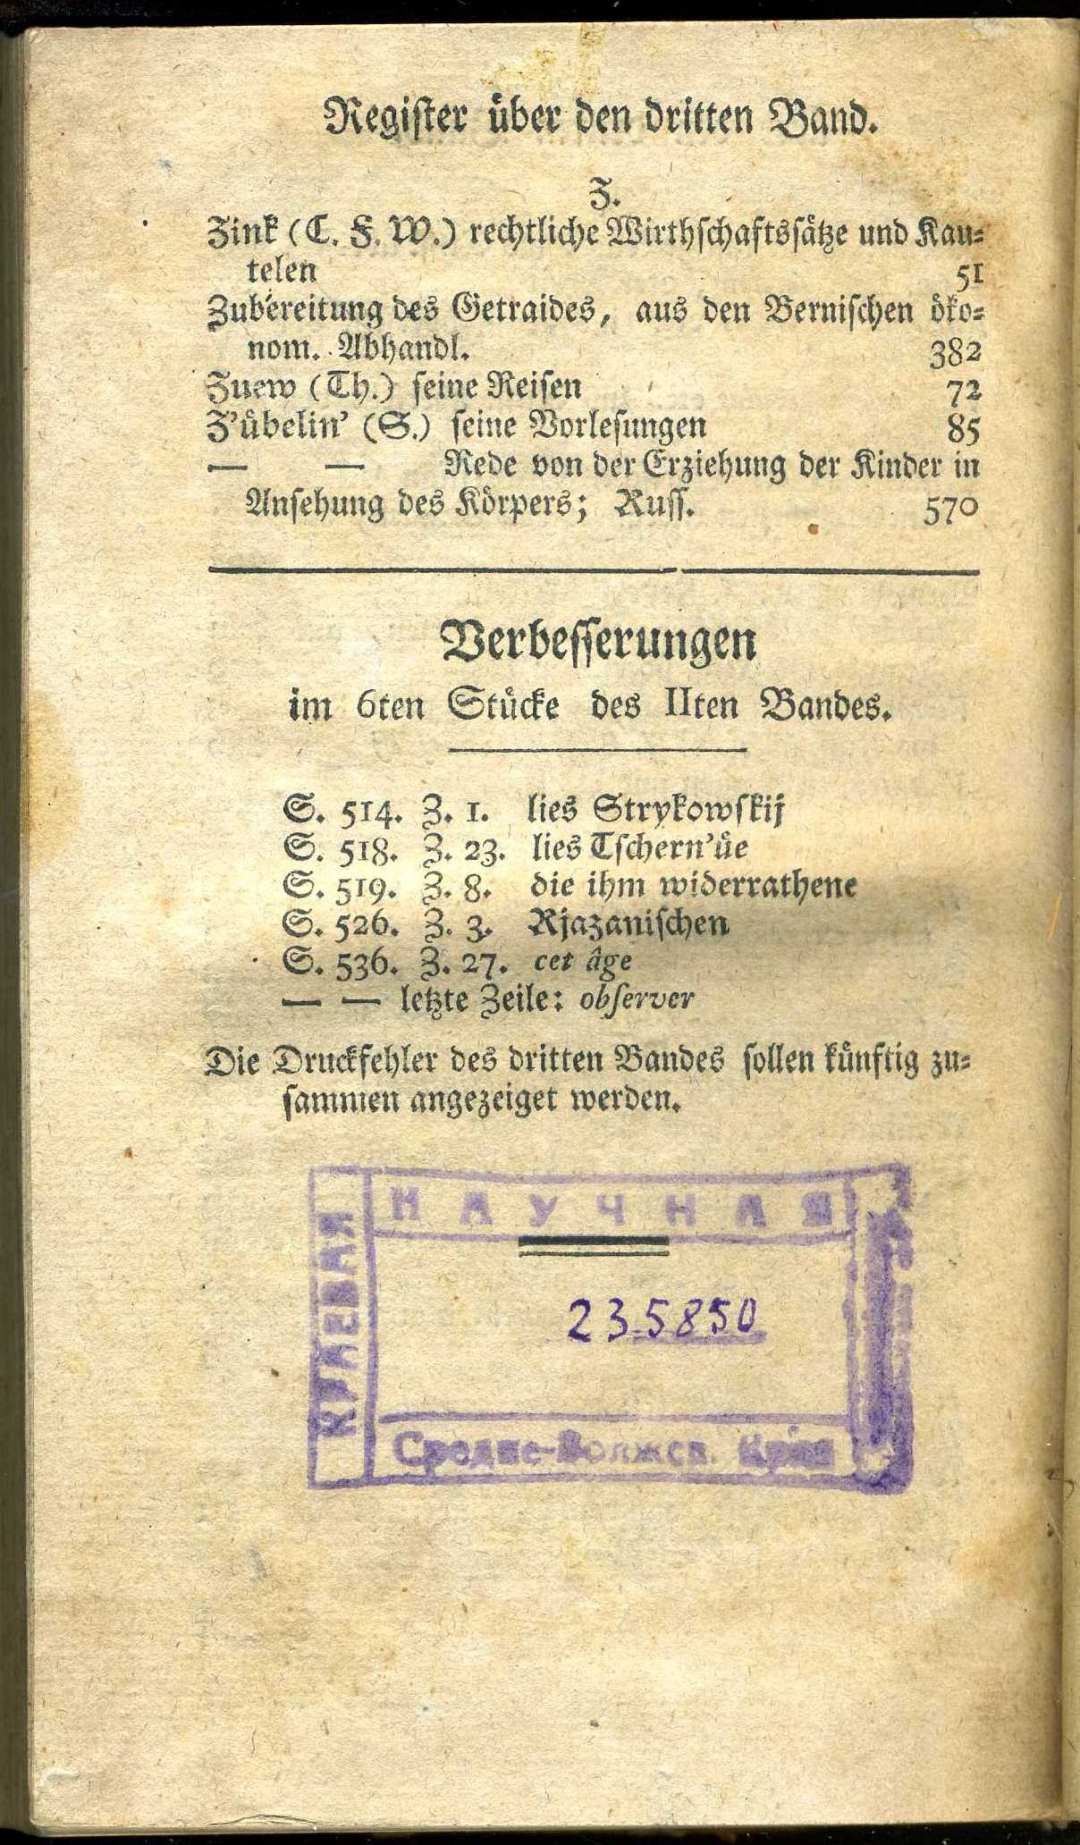 Regiſter über den dritten Band.
Z.
Zink (C. F. W.) rechtliche Wirthſchaftsſätze und Kau⸗
telen 51
Zubereitung des Getraides, aus den Berniſchen öko⸗
nom. Abhandl. 382
Zuew (Th.) ſeine Reiſen 72
Z'übelin' (S.) ſeine Vorleſungen 85
— — Rede von der Erziehung der Kinder in
Anſehung des Körpers; Ruſſ. 570
Verbeſſerungen
im 6ten Stücke des IIten Bandes.
S. 514. Z. 1. lies Strykowſkij
S. 518. Z. 23. lies Tſchern'üe
S. 519. Z. 8. die ihm widerrathene
S. 526. Z. 3. Rjazaniſchen
S. 536. Z. 27. cet âge
— — letzte Zeile: obſerver
Die Druckfehler des dritten Bandes ſollen künftig zu⸗
ſammen angezeiget werden.
НАУЧНАЯ
КРАЕВАЯ
235850
Средне-Волжск. Края